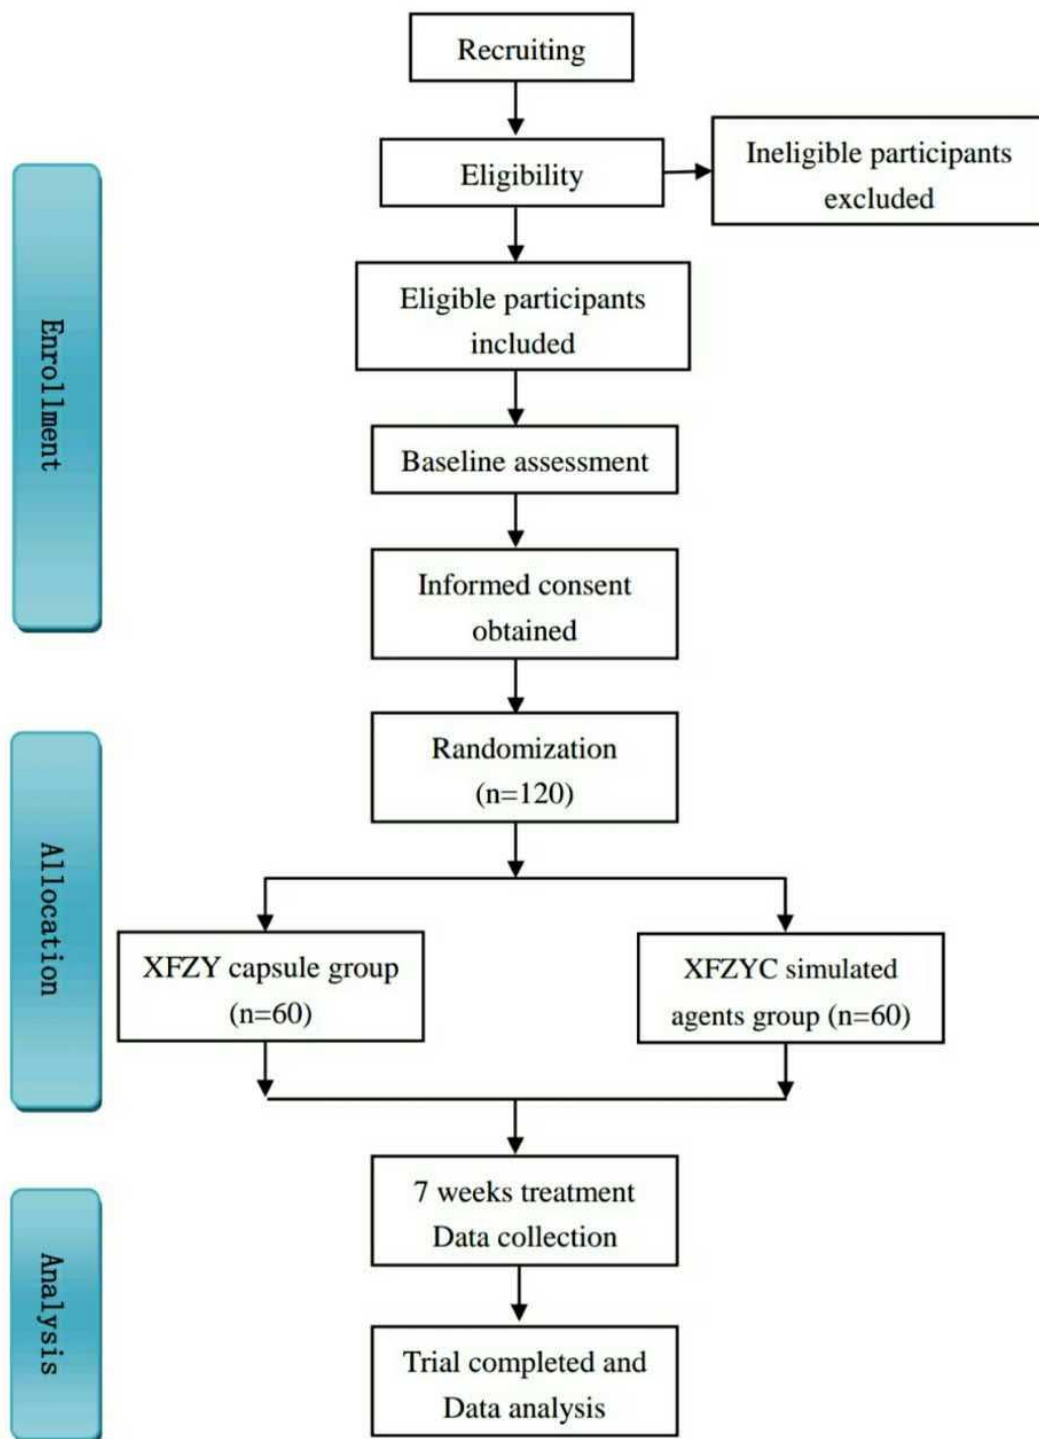 Recruiting
Eligibility
Ineligible participants
excluded
Eligible participants
included
Baseline assessment
Informed consent
obtained
Enrollment
Randomization
(n=120)
XFZY capsule group
(n=60)
XFZYC simulated
agents group (n=60)
Allocation
7 weeks treatment
Data collection
Trial completed and
Data analysis
Analysis